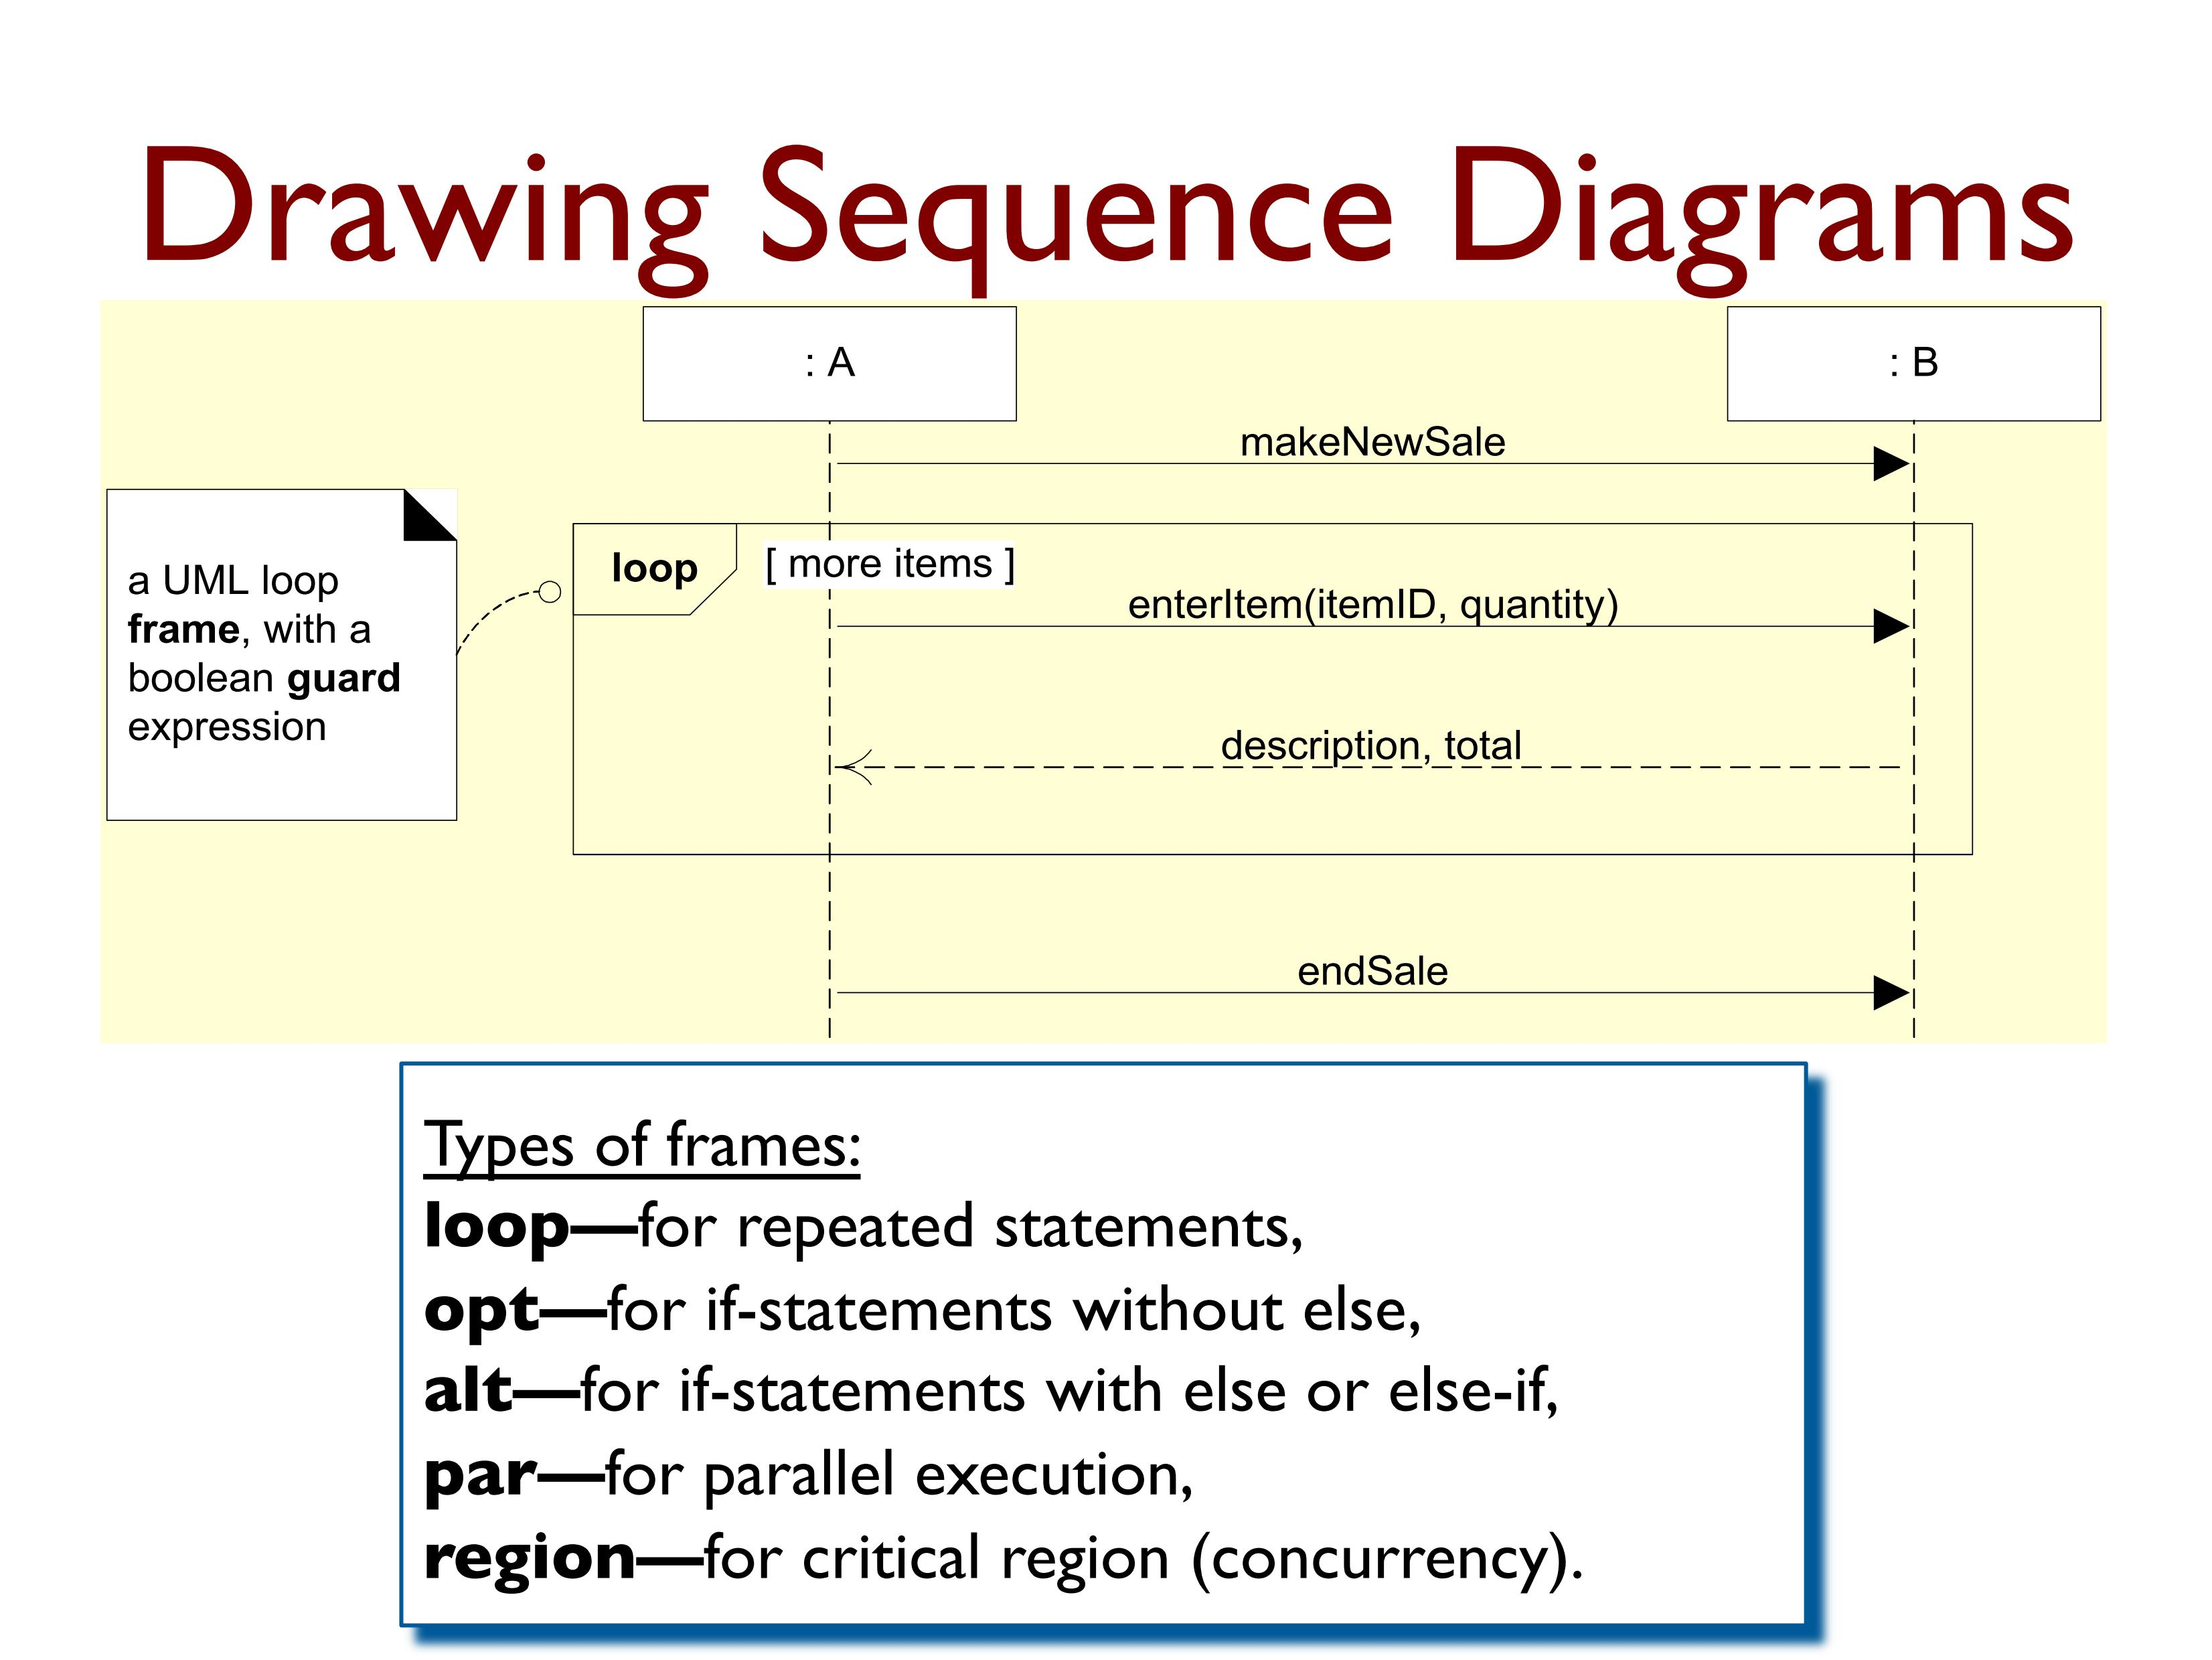 Drawing Sequence Diagrams
: A
: B
makeNewSale
a UML loop
frame, with a
boolean guard
expression
loop
[ more items ]
enterItem(itemID, quantity)
description, total
endSale
Types of frames:
loop—for repeated statements,
opt—for if-statements without else,
alt—for if-statements with else or else-if,
par—for parallel execution,
region—for critical region (concurrency).